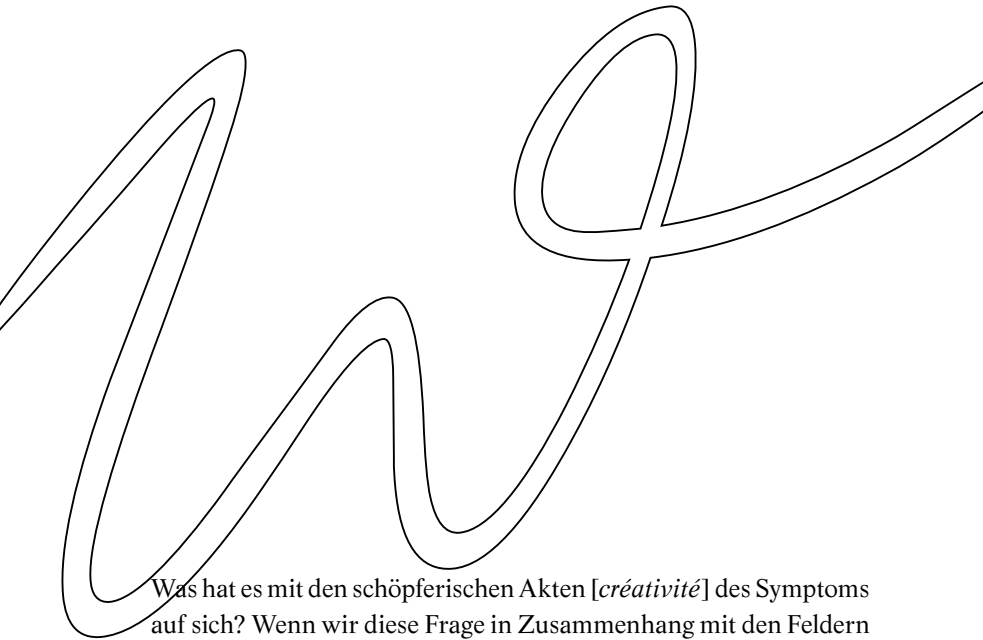 W
Was hat es mit den schöpferischen Akten [créativité] des Symptoms
auf sich? Wenn wir diese Frage in Zusammenhang mit den Feldern